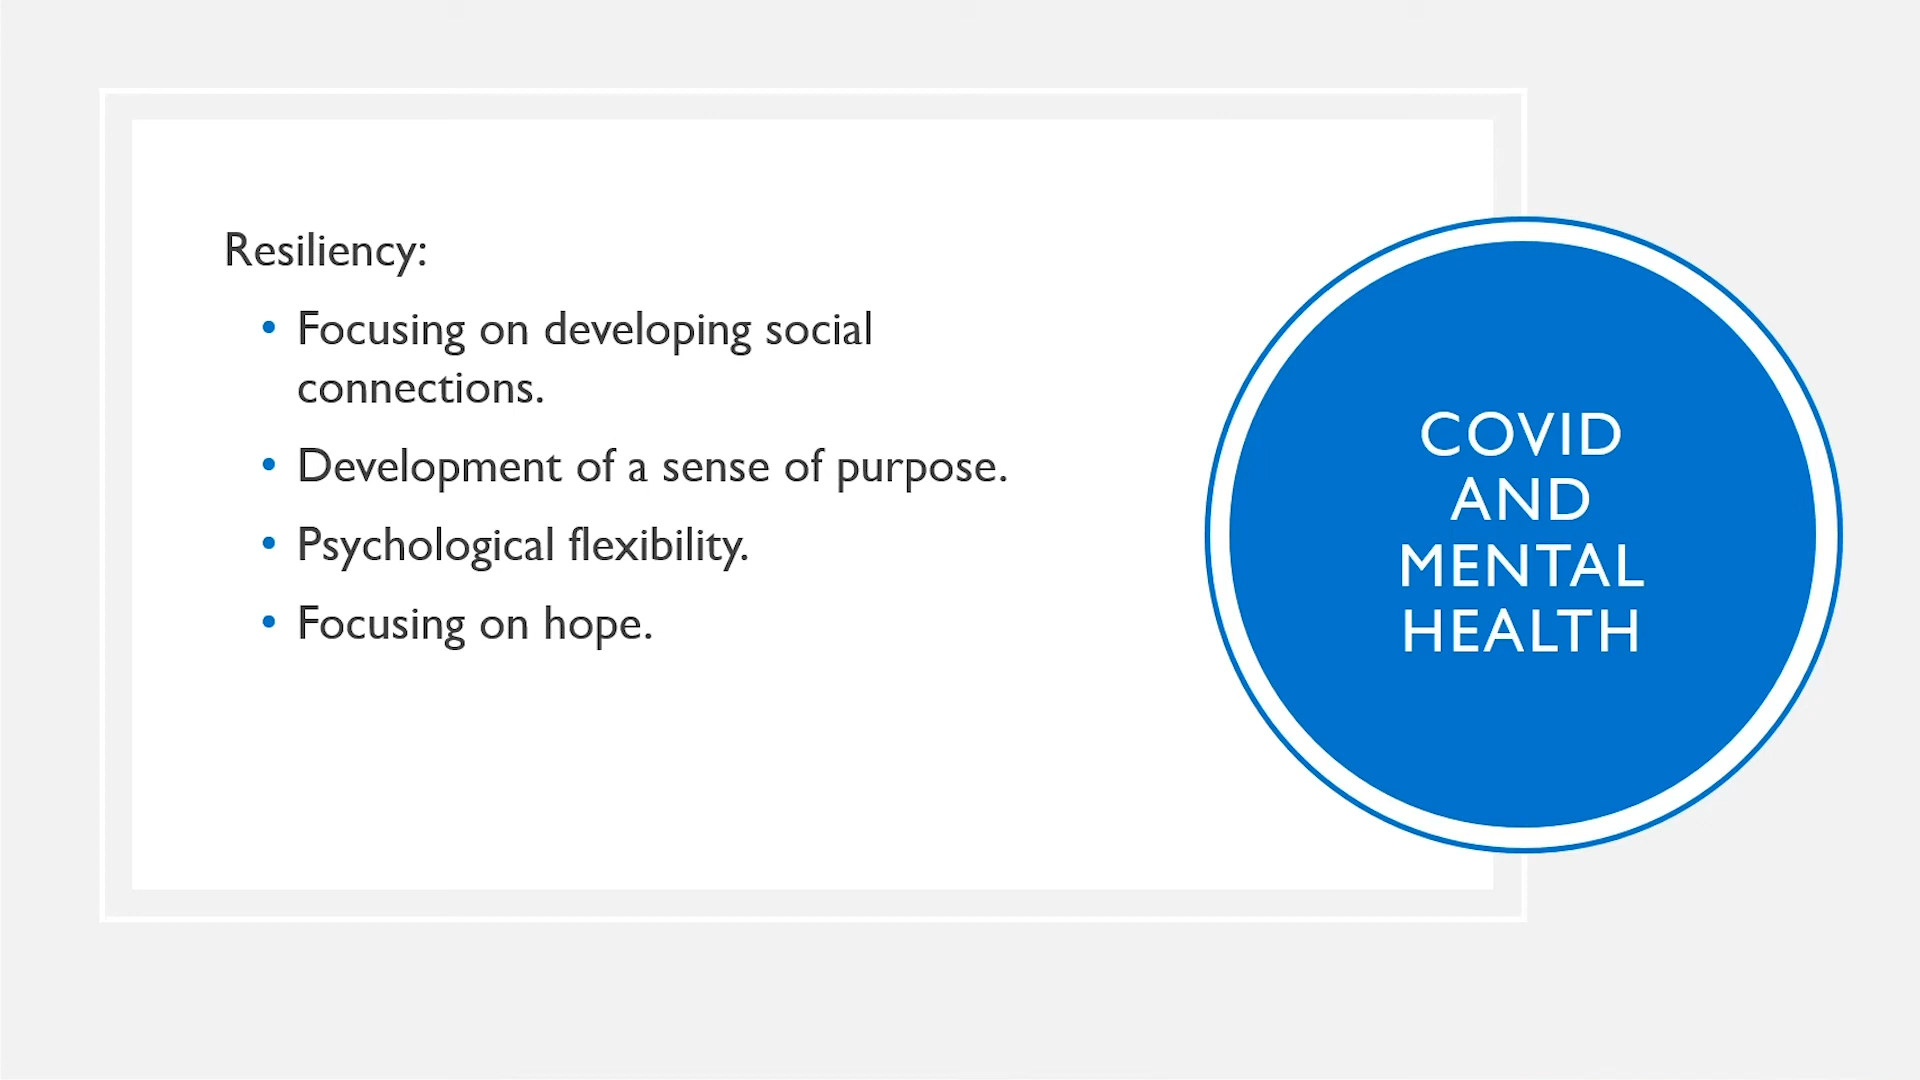 Resiliency:
• Focusing on developing social
connections.
• Development of a sense of purpose.
• Psychological flexibility.
• Focusing on hope.
COVID
AND
MENTAL
HEALTH